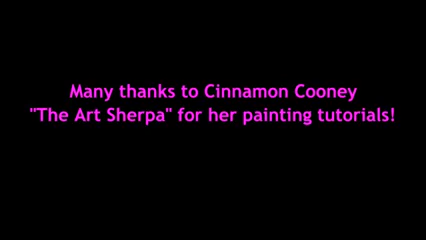 Many thanks to Cinnamon Cooney
"The Art Sherpa" for her painting tutorials!